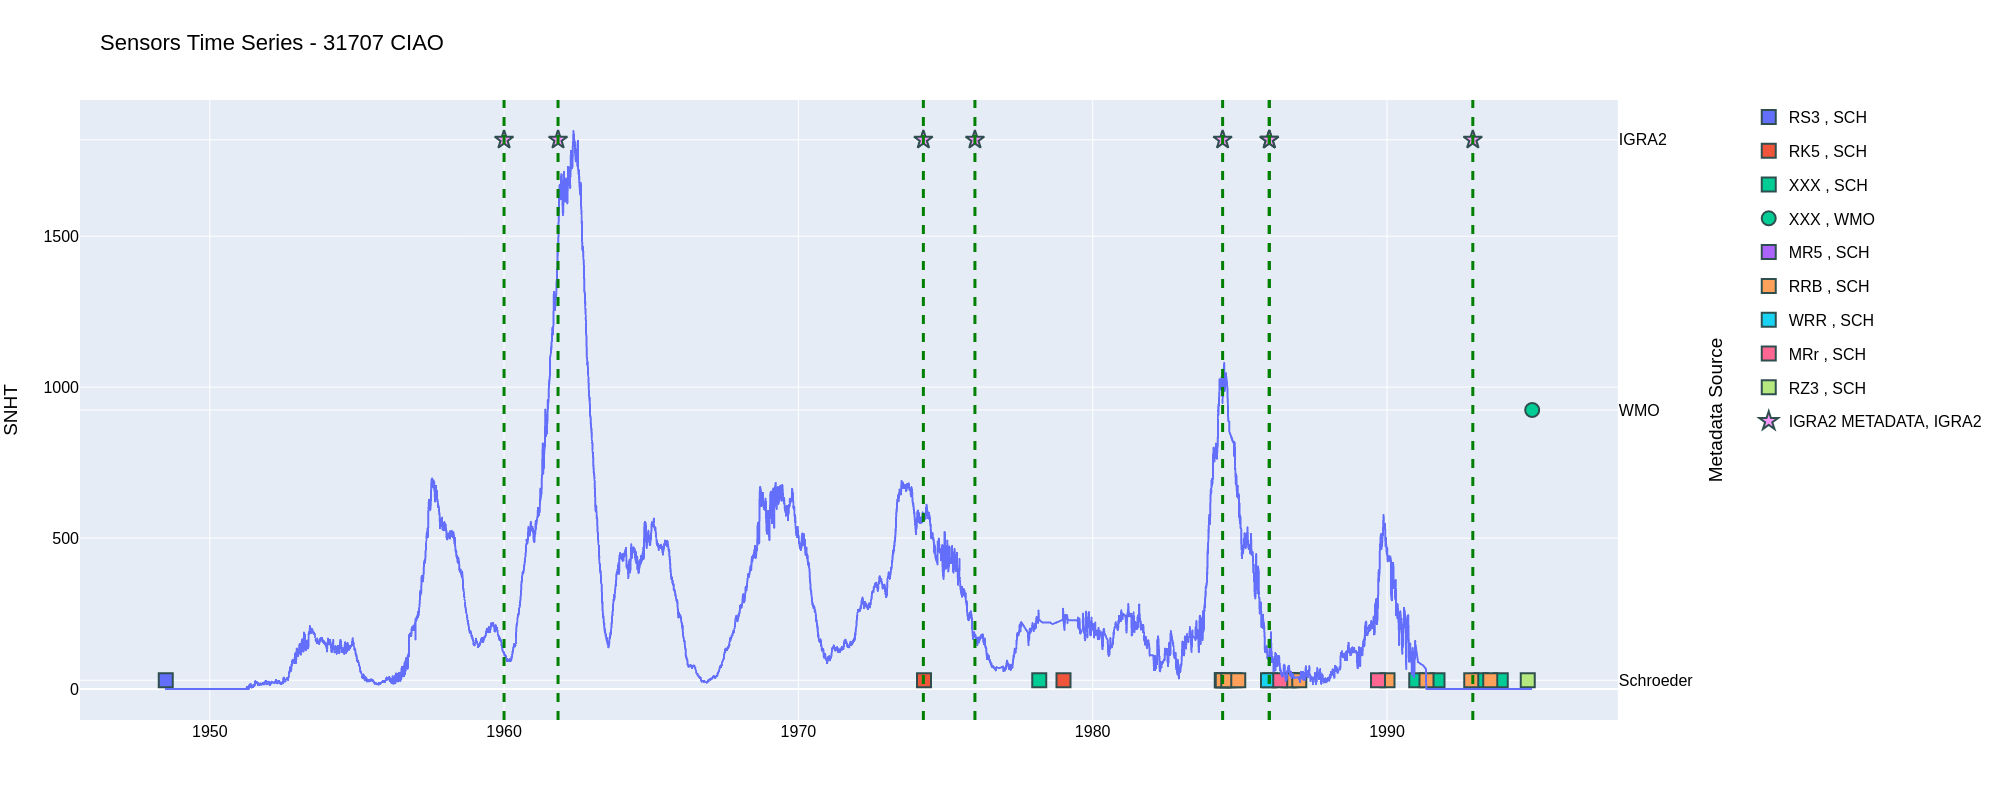 Sensors Time Series - 31707 CIAO
SNHT
1500
1000
500
0
1950
1960
1970
1980
1990
IGRA2
WMO
Schroeder
Metadata Source
RS3 , SCH
RK5 , SCH
XXX , SCH
XXX , WMO
MR5 , SCH
RRB , SCH
WRR , SCH
MRr , SCH
RZ3 , SCH
IGRA2 METADATA, IGRA2